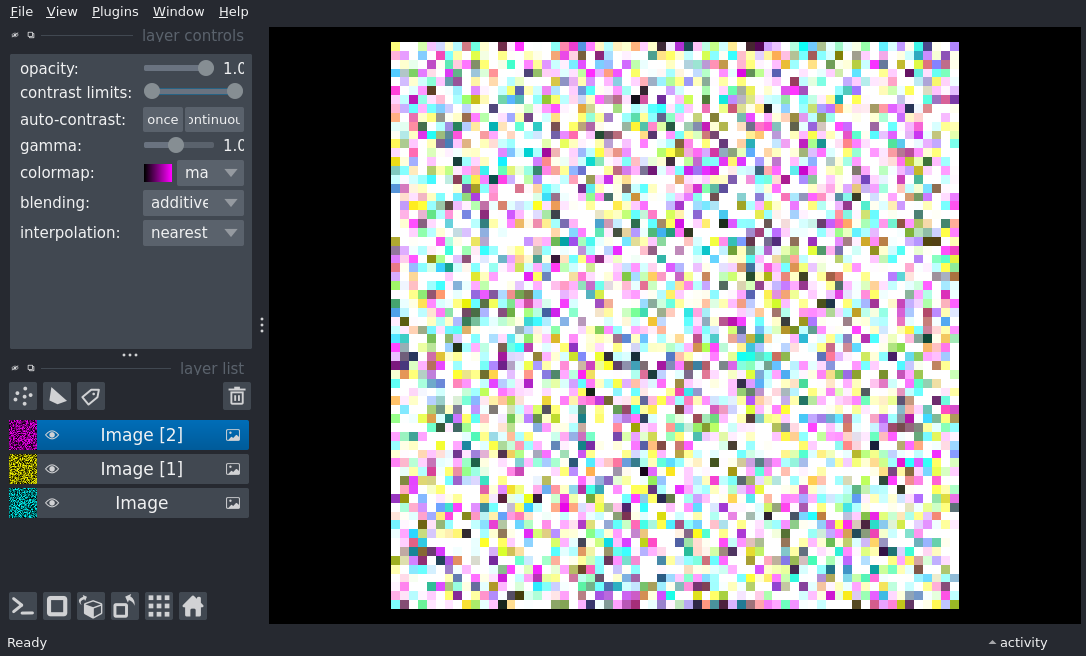 File View Plugins Window Help
layer controls
opacity: 1.0
contrast limits:
auto-contrast: once ontinuou
gamma: 1.0
colormap: ma
blending: additive
interpolation: nearest
layer list
Image [2]
Image [1]
Image
Ready
activity